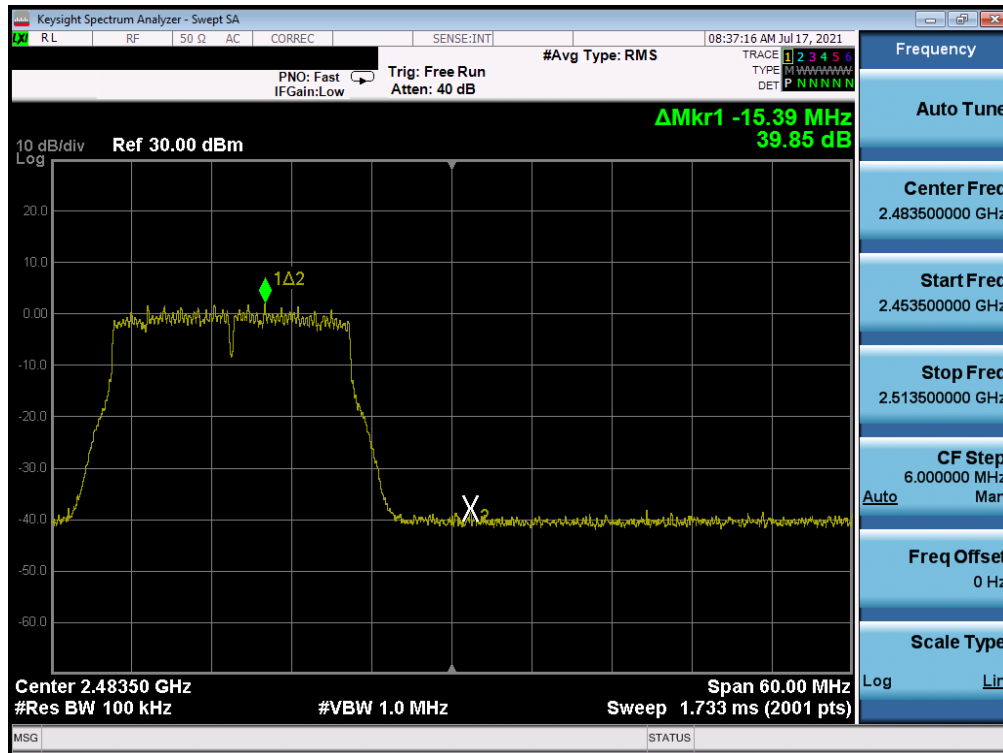 Keysight Spectrum Analyzer - Swept SA
LXI RL RF 50 Ω AC CORREC SENSE:INT 08:37:16 AM Jul 17, 2021
#Avg Type: RMS TRACE 1 2 3 4 5 6
PNO: Fast Trig: Free Run TYPE M W W W W W
IFGain:Low Atten: 40 dB DET P N N N N N
ΔMkr1 -15.39 MHz
39.85 dB
10 dB/div Ref 30.00 dBm
Log
20.0
10.0
1Δ2
0.00
-10.0
-20.0
-30.0
-40.0
X2
-50.0
-60.0
Center 2.48350 GHz Span 60.00 MHz
#Res BW 100 kHz #VBW 1.0 MHz Sweep 1.733 ms (2001 pts)
MSG STATUS
Frequency
Auto Tune
Center Freq
2.483500000 GHz
Start Freq
2.453500000 GHz
Stop Freq
2.513500000 GHz
CF Step
6.000000 MHz
Auto Man
Freq Offset
0 Hz
Scale Type
Log Lin